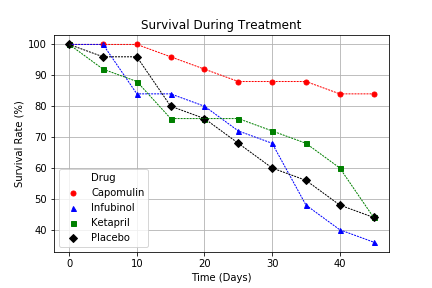 Survival During Treatment
100
90
80
70
60
50
40
Survival Rate (%)
Drug
Capomulin
Infubinol
Ketapril
Placebo
0
10
20
30
40
Time (Days)